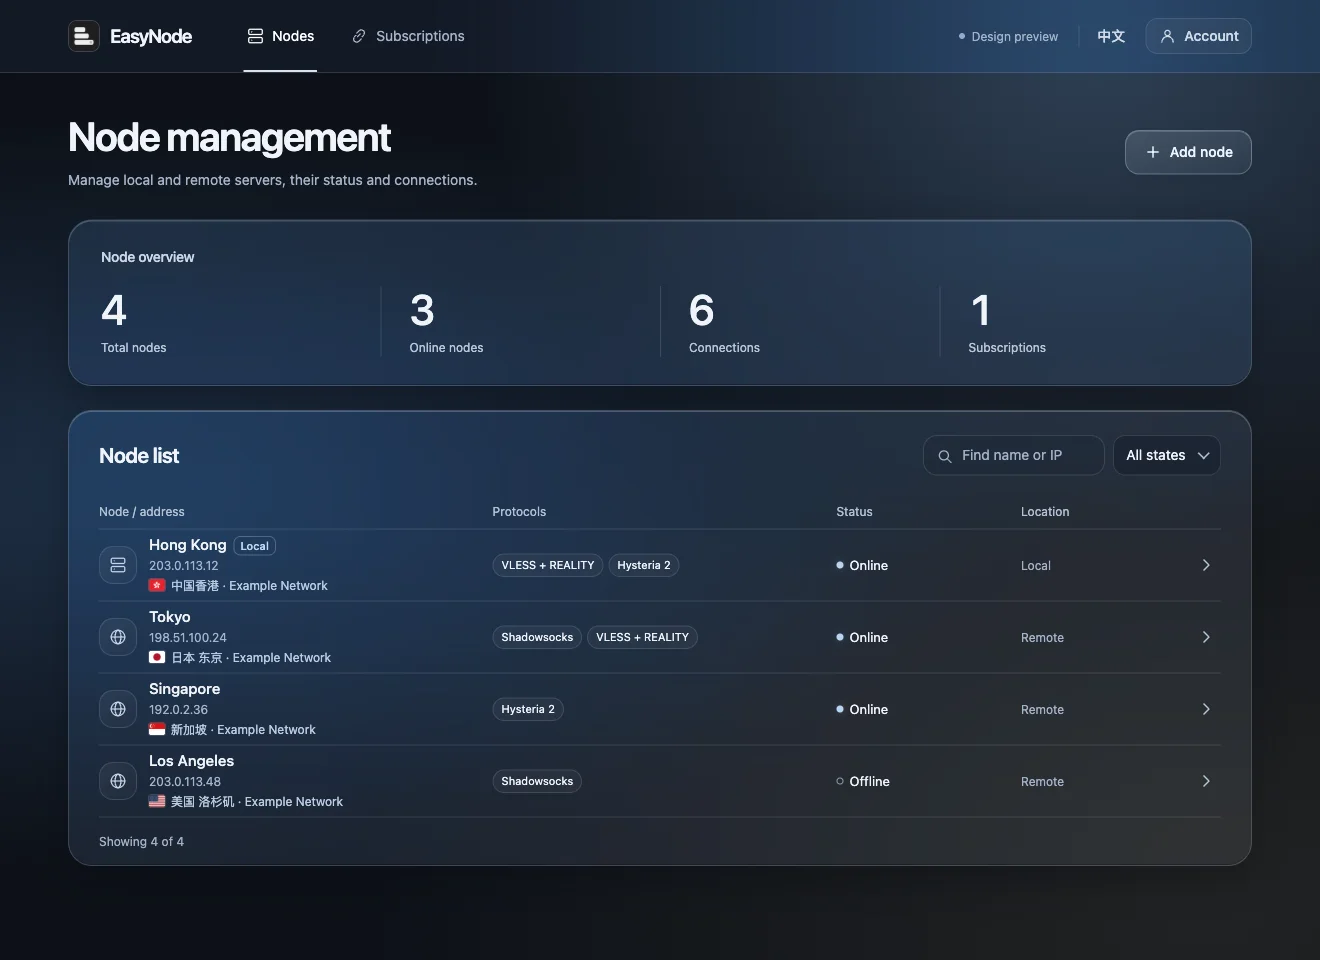 EasyNode
Nodes
Subscriptions
Design preview
中文
Account
Node management
Manage local and remote servers, their status and connections.
Add node
Node overview
4
Total nodes
3
Online nodes
6
Connections
1
Subscriptions
Node list
Find name or IP
All states
Node / address
Protocols
Status
Location
Hong Kong Local
203.0.113.12
中国香港 · Example Network
VLESS + REALITY
Hysteria 2
Online
Local
Tokyo
198.51.100.24
日本 东京 · Example Network
Shadowsocks
VLESS + REALITY
Online
Remote
Singapore
192.0.2.36
新加坡 · Example Network
Hysteria 2
Online
Remote
Los Angeles
203.0.113.48
美国 洛杉矶 · Example Network
Shadowsocks
Offline
Remote
Showing 4 of 4